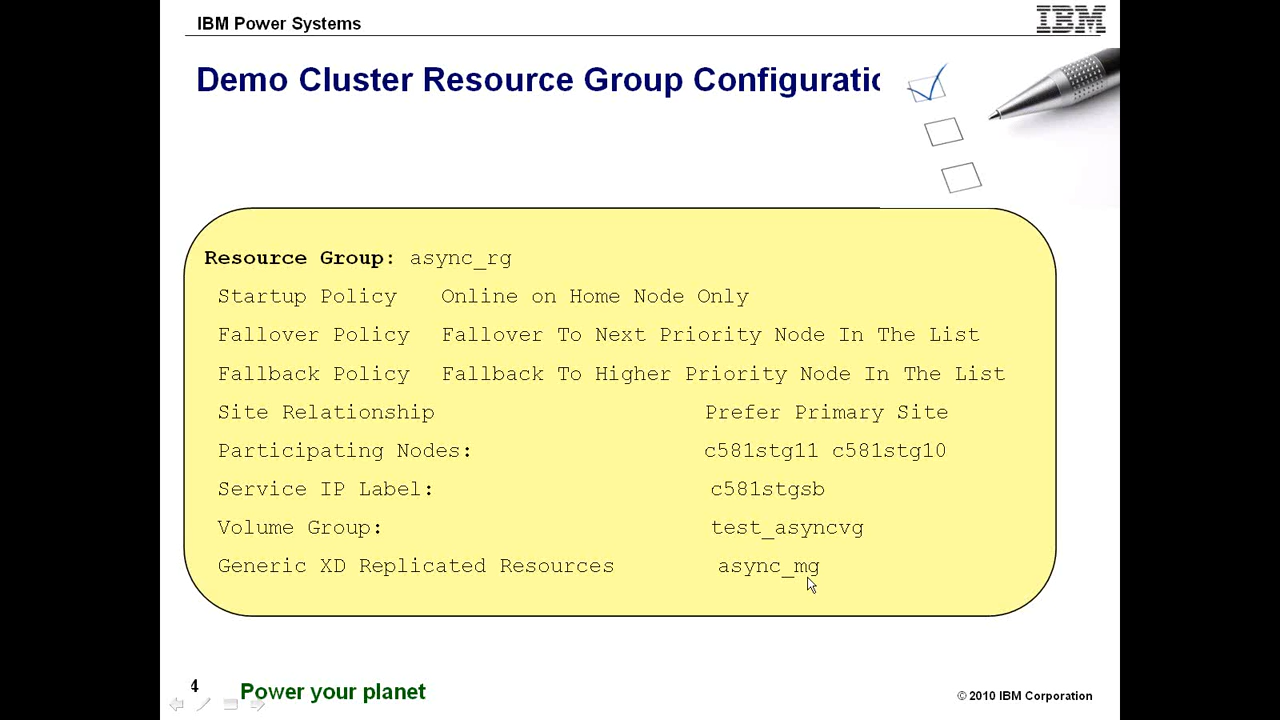 IBM Power Systems
IBM
Demo Cluster Resource Group Configuratio
Resource Group: async_rg
Startup Policy Online on Home Node Only
Fallover Policy Fallover To Next Priority Node In The List
Fallback Policy Fallback To Higher Priority Node In The List
Site Relationship Prefer Primary Site
Participating Nodes: c581stg11 c581stg10
Service IP Label: c581stgsb
Volume Group: test_asyncvg
Generic XD Replicated Resources async_mg
4 Power your planet
© 2010 IBM Corporation